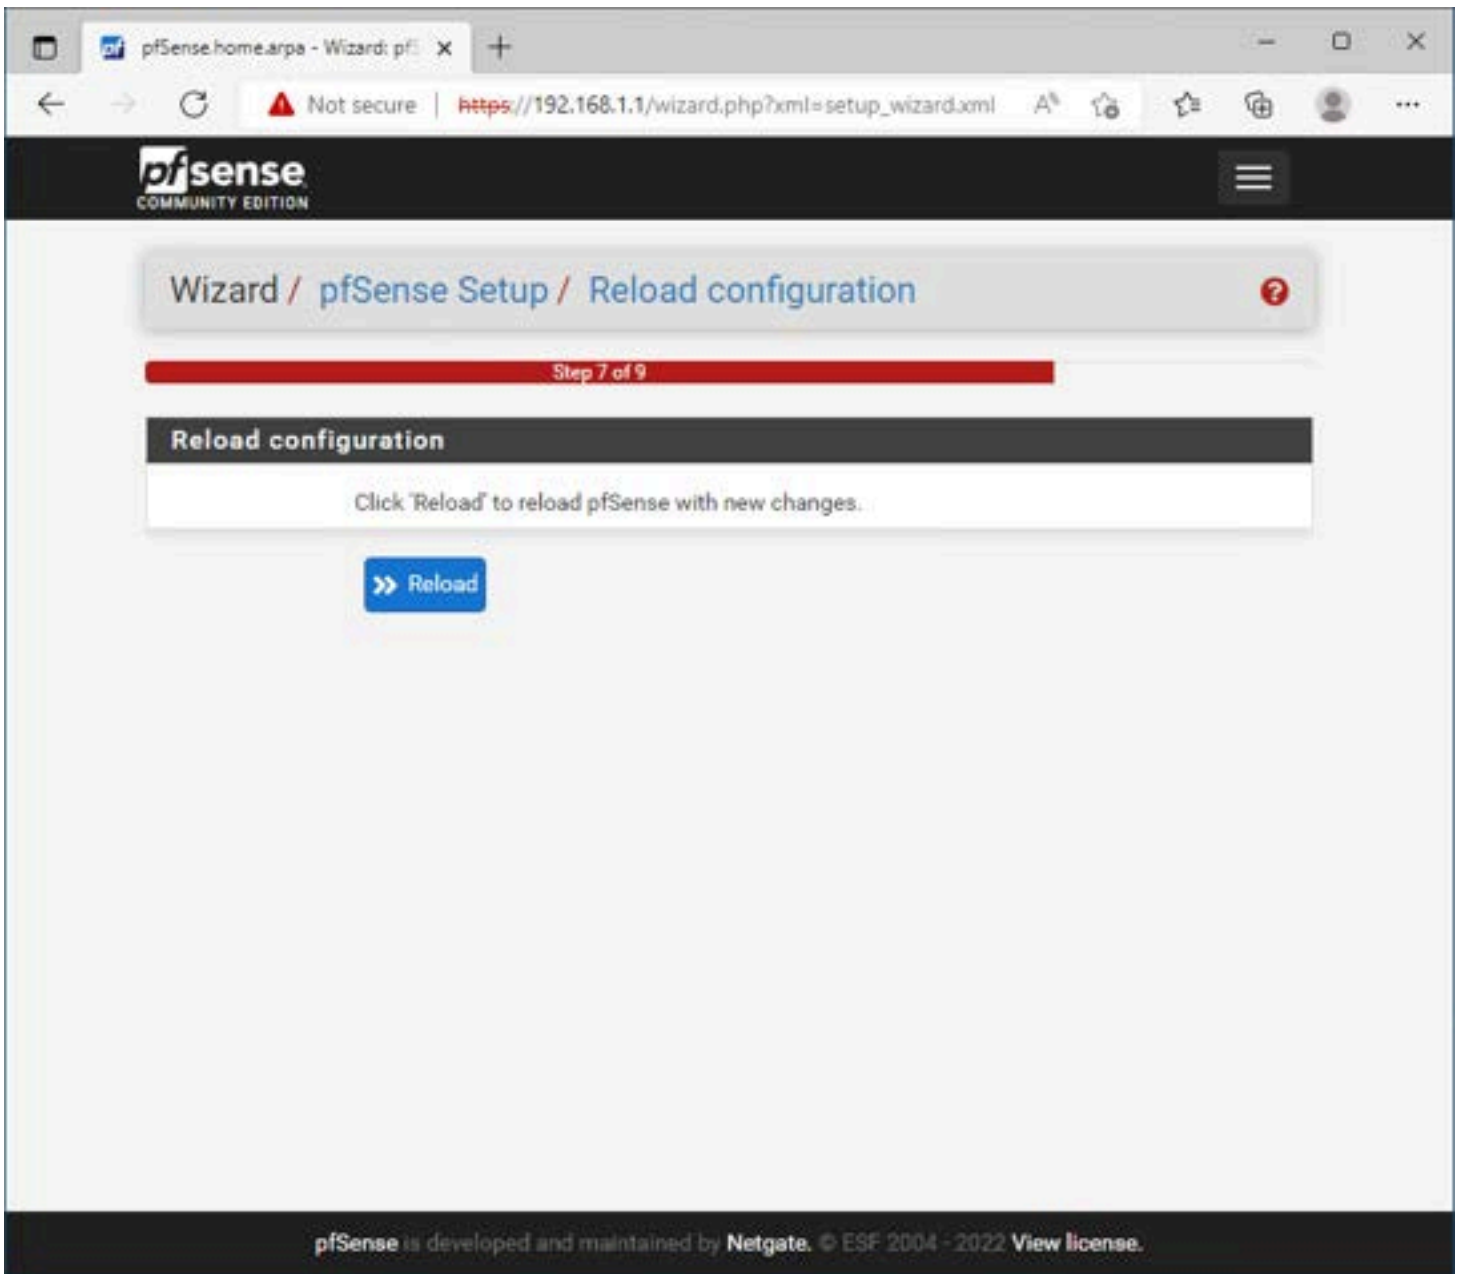 pfSense.home.arpa - Wizard: pfS
Not secure | https://192.168.1.1/wizard.php?xml=setup_wizard.xml
pfsense
COMMUNITY EDITION
Wizard / pfSense Setup / Reload configuration
Step 7 of 9
Reload configuration
Click 'Reload' to reload pfSense with new changes.
Reload
pfSense is developed and maintained by Netgate. © ESF 2004 - 2022 View license.